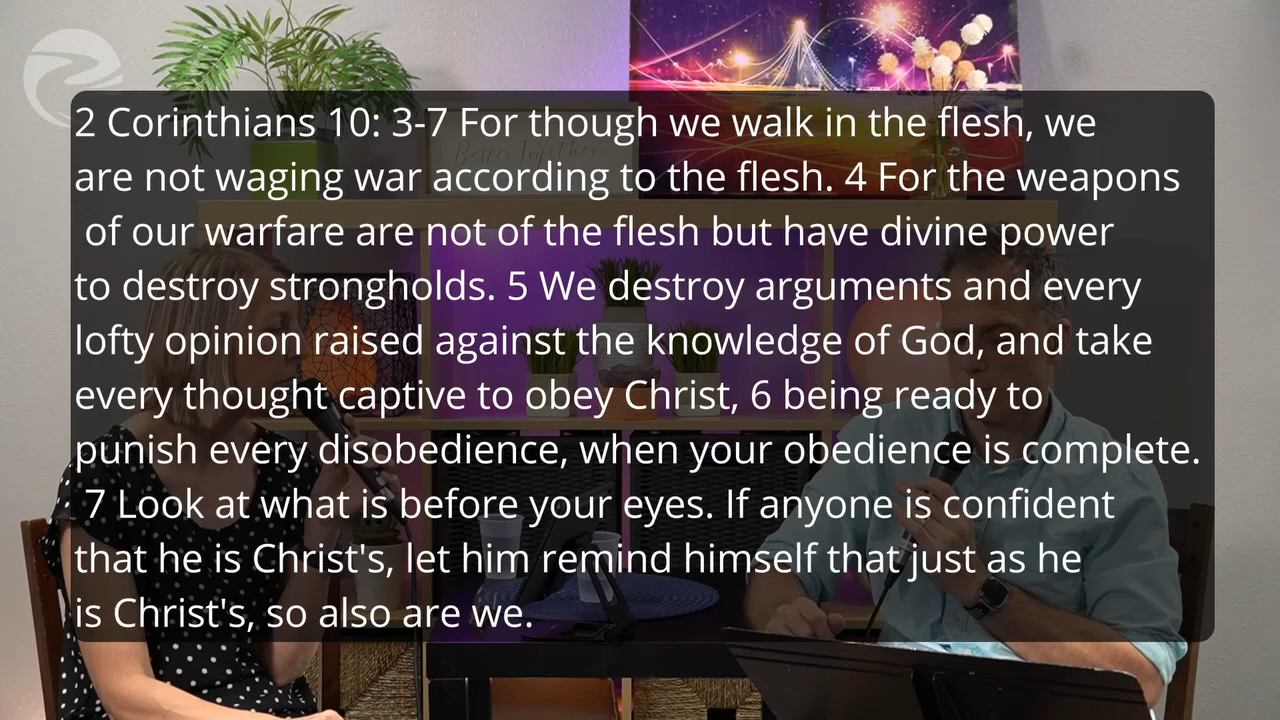 2 Corinthians 10: 3-7 For though we walk in the flesh, we
are not waging war according to the flesh. 4 For the weapons
of our warfare are not of the flesh but have divine power
to destroy strongholds. 5 We destroy arguments and every
lofty opinion raised against the knowledge of God, and take
every thought captive to obey Christ, 6 being ready to
punish every disobedience, when your obedience is complete.
7 Look at what is before your eyes. If anyone is confident
that he is Christ's, let him remind himself that just as he
is Christ's, so also are we.
Better Together